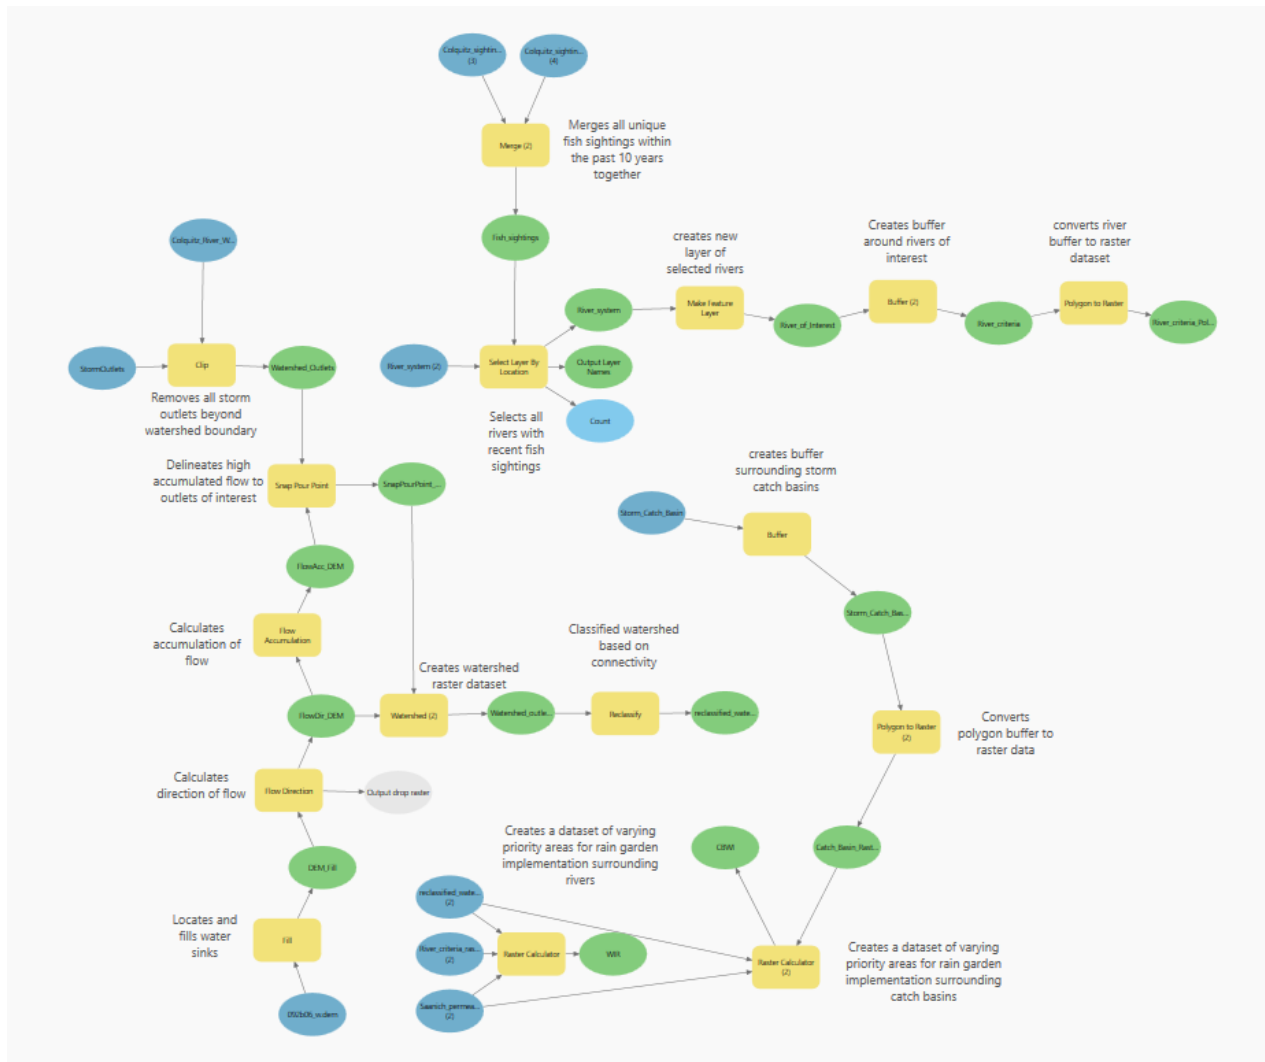 Colquitz_sightin...
(3)
Colquitz_sightin...
(4)
Merge (2)
Merges all unique
fish sightings within
the past 10 years
together
Colquitz_River_W...
Fish_sightings
creates new
layer of
selected rivers
Creates buffer
around rivers of
interest
converts river
buffer to raster
dataset
StormOutlets
Clip
Watershed_Outlets
Removes all storm
outlets beyond
watershed boundary
River_system (2)
Select Layer By
Location
River_system
Output Layer
Names
Count
Make Feature
Layer
River_of_Interest
Buffer (2)
River_criteria
Polygon to Raster
River_criteria_Pol...
Selects all
rivers with
recent fish
sightings
Delineates high
accumulated flow to
outlets of interest
Snap Pour Point
SnapPourPoint_...
creates buffer
surrounding storm
catch basins
Storm_Catch_Basin
Buffer
FlowAcc_DEM
Storm_Catch_Bas...
Calculates
accumulation of
flow
Flow
Accumulation
Classified watershed
based on
connectivity
Creates watershed
raster dataset
FlowDir_DEM
Watershed (2)
Watershed_outle...
Reclassify
reclassified_wate...
Polygon to Raster
(2)
Converts
polygon buffer to
raster data
Calculates
direction of flow
Flow Direction
Output drop raster
Creates a dataset of varying
priority areas for rain garden
implementation surrounding
rivers
CBWI
Catch_Basin_Rast...
DEM_Fill
reclassified_wate...
(2)
Locates and
fills water
sinks
Fill
River_criteria_ras...
(2)
Raster Calculator
WIR
Raster Calculator
(2)
Creates a dataset of varying
priority areas for rain garden
implementation surrounding
catch basins
Saanich_permea...
(2)
092b06_w.dem